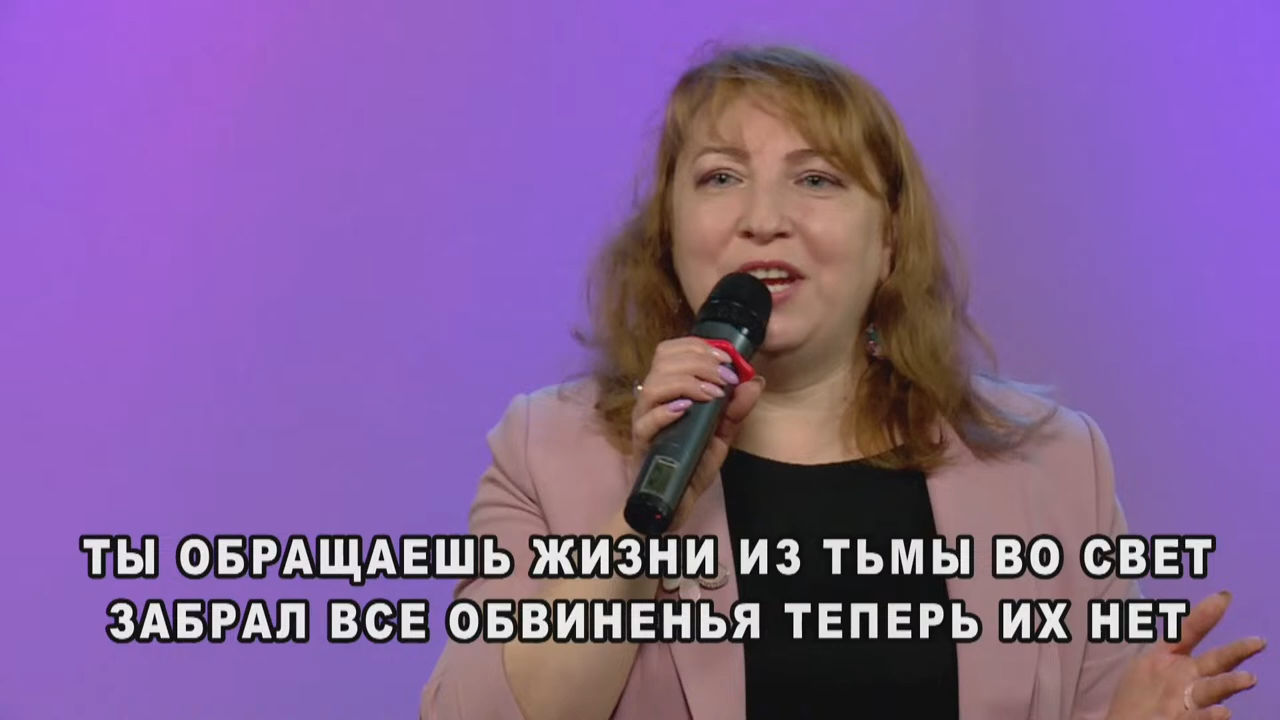 ТЫ ОБРАЩАЕШЬ ЖИЗНИ ИЗ ТЬМЫ ВО СВЕТ
ЗАБРАЛ ВСЕ ОБВИНЕНЬЯ ТЕПЕРЬ ИХ НЕТ